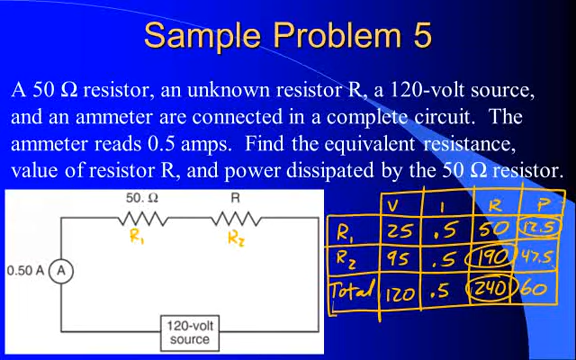 Sample Problem 5
A 50 Ω resistor, an unknown resistor R, a 120-volt source,
and an ammeter are connected in a complete circuit. The
ammeter reads 0.5 amps. Find the equivalent resistance,
value of resistor R, and power dissipated by the 50 Ω resistor.
50. Ω R
R1 R2
0.50 A A
120-volt
source
V I R P
R1 25 .5 50 12.5
R2 95 .5 190 47.5
Total 120 .5 240 60